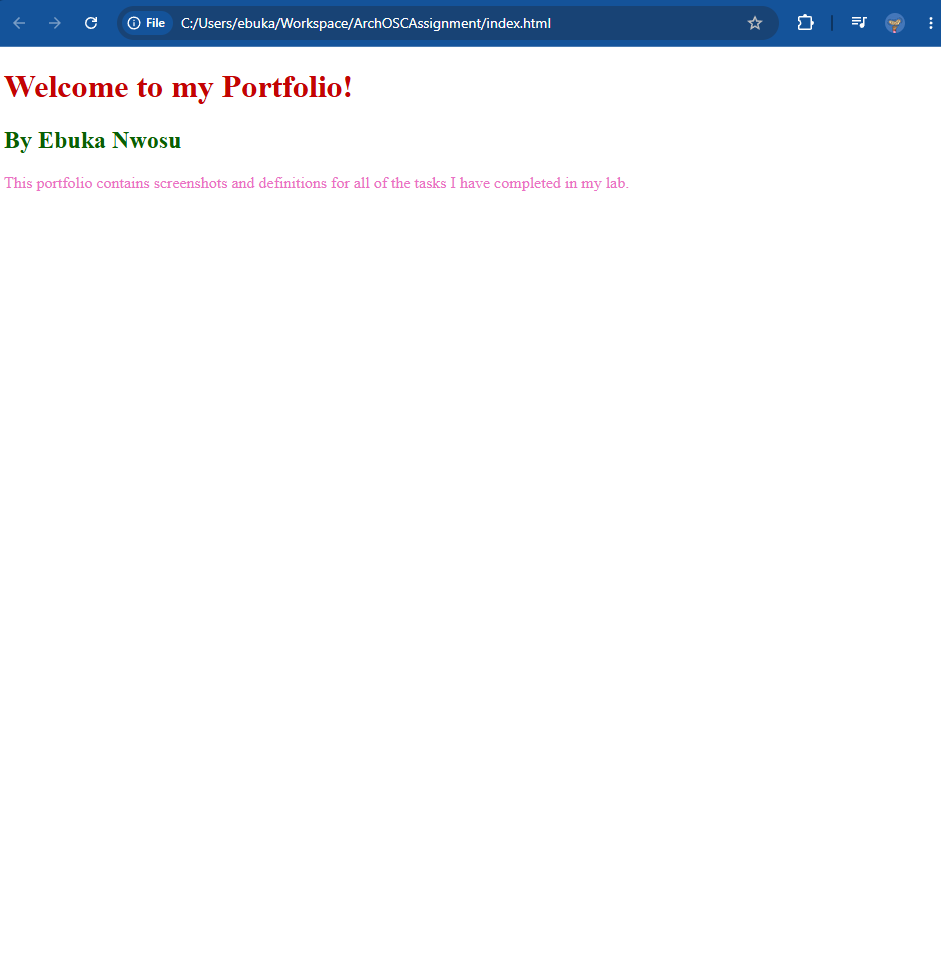 File C:/Users/ebuka/Workspace/ArchOSCAssignment/index.html
Welcome to my Portfolio!
By Ebuka Nwosu
This portfolio contains screenshots and definitions for all of the tasks I have completed in my lab.